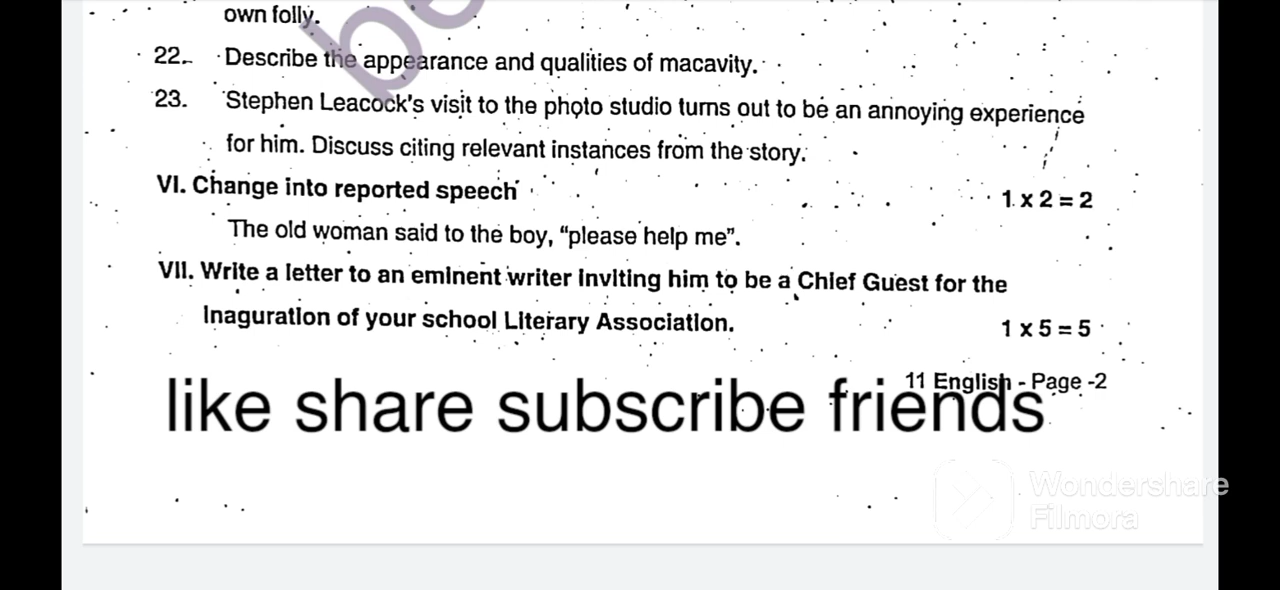 own folly.
22. Describe the appearance and qualities of macavity.
23. Stephen Leacock's visit to the photo studio turns out to be an annoying experience
for him. Discuss citing relevant instances from the story.
VI. Change into reported speech 1 x 2 = 2
The old woman said to the boy, “please help me”.
VII. Write a letter to an eminent writer inviting him to be a Chief Guest for the
Inaguration of your school Literary Association. 1 x 5 = 5
11 English - Page -2
like share subscribe friends
Wondershare
Filmora